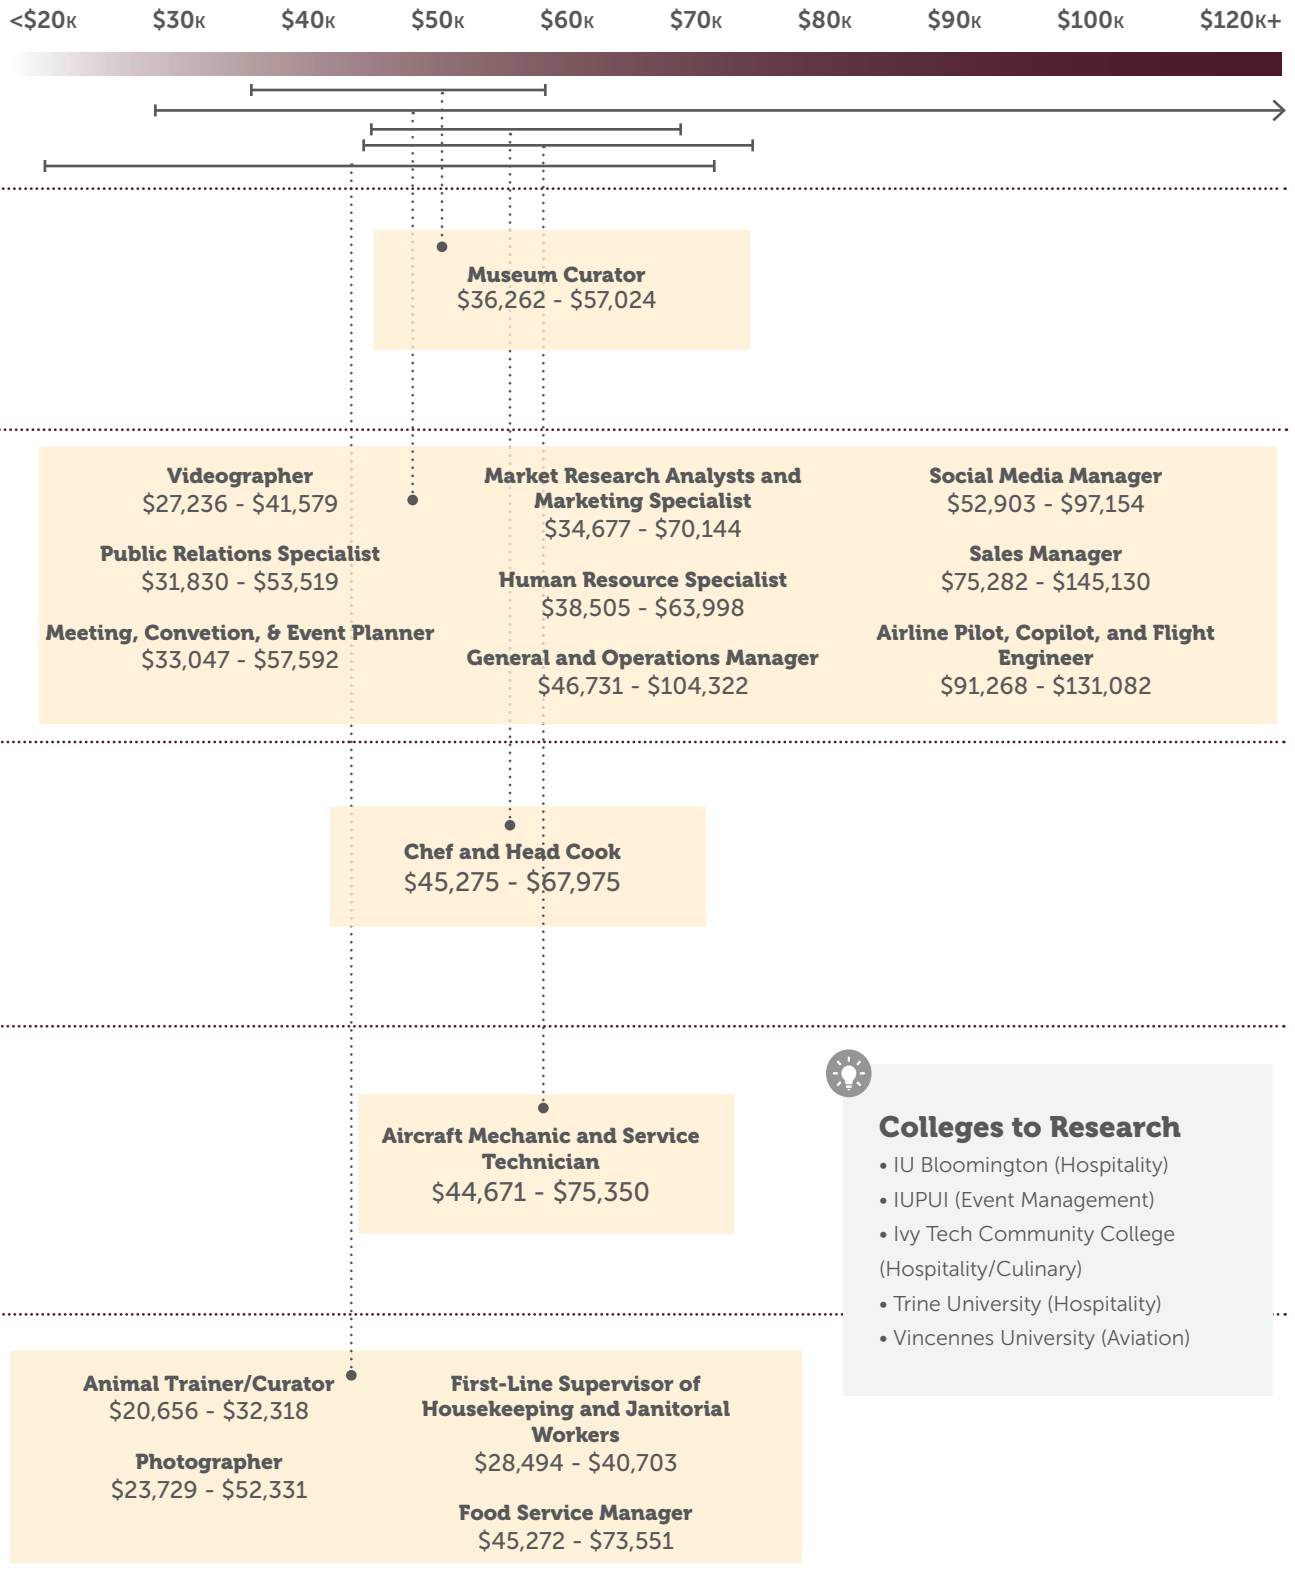 <$20K $30K $40K $50K $60K $70K $80K $90K $100K $120K+
Museum Curator
$36,262 - $57,024
Videographer
$27,236 - $41,579
Public Relations Specialist
$31,830 - $53,519
Meeting, Convetion, & Event Planner
$33,047 - $57,592
Market Research Analysts and
Marketing Specialist
$34,677 - $70,144
Human Resource Specialist
$38,505 - $63,998
General and Operations Manager
$46,731 - $104,322
Social Media Manager
$52,903 - $97,154
Sales Manager
$75,282 - $145,130
Airline Pilot, Copilot, and Flight
Engineer
$91,268 - $131,082
Chef and Head Cook
$45,275 - $67,975
Aircraft Mechanic and Service
Technician
$44,671 - $75,350
Colleges to Research
• IU Bloomington (Hospitality)
• IUPUI (Event Management)
• Ivy Tech Community College
(Hospitality/Culinary)
• Trine University (Hospitality)
• Vincennes University (Aviation)
Animal Trainer/Curator
$20,656 - $32,318
Photographer
$23,729 - $52,331
First-Line Supervisor of
Housekeeping and Janitorial
Workers
$28,494 - $40,703
Food Service Manager
$45,272 - $73,551